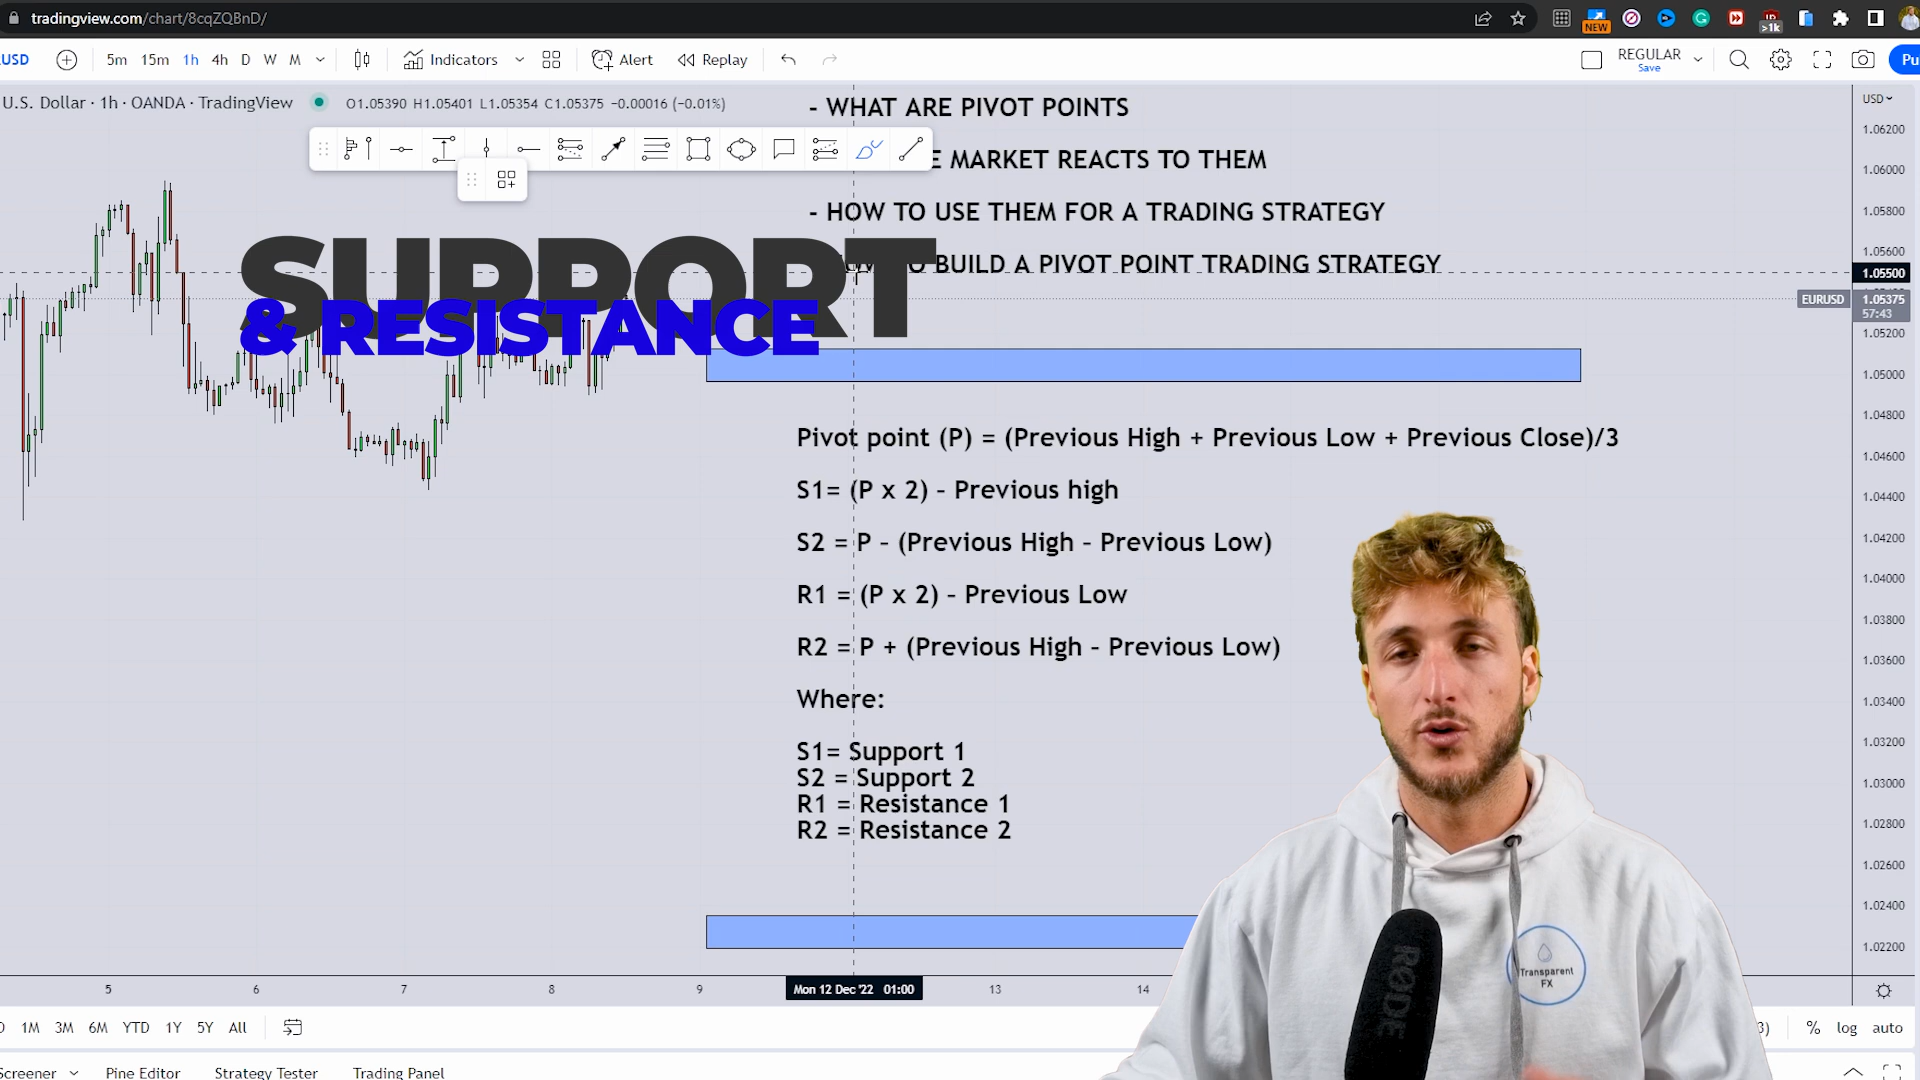 tradingview.com/chart/8cqZQBnD/
NEW
>1k
USD
5m 15m 1h 4h D W M
Indicators
Alert
Replay
REGULAR
Save
Pu
U.S. Dollar · 1h · OANDA · TradingView
O1.05390 H1.05401 L1.05354 C1.05375 −0.00016 (−0.01%)
- WHAT ARE PIVOT POINTS
E MARKET REACTS TO THEM
- HOW TO USE THEM FOR A TRADING STRATEGY
O BUILD A PIVOT POINT TRADING STRATEGY
SUPPORT
& RESISTANCE
Pivot point (P) = (Previous High + Previous Low + Previous Close)/3
S1= (P x 2) - Previous high
S2 = P - (Previous High - Previous Low)
R1 = (P x 2) - Previous Low
R2 = P + (Previous High - Previous Low)
Where:
S1= Support 1
S2 = Support 2
R1 = Resistance 1
R2 = Resistance 2
USD
1.06200
1.06000
1.05800
1.05600
1.05500
EURUSD 1.05375
57:43
1.05200
1.05000
1.04800
1.04600
1.04400
1.04200
1.04000
1.03800
1.03600
1.03400
1.03200
1.03000
1.02800
1.02600
1.02400
1.02200
Transparent
FX
RØDE
5 6 7 8 9 Mon 12 Dec '22 01:00 13 14
1M 3M 6M YTD 1Y 5Y All
% log auto
Screener Pine Editor Strategy Tester Trading Panel